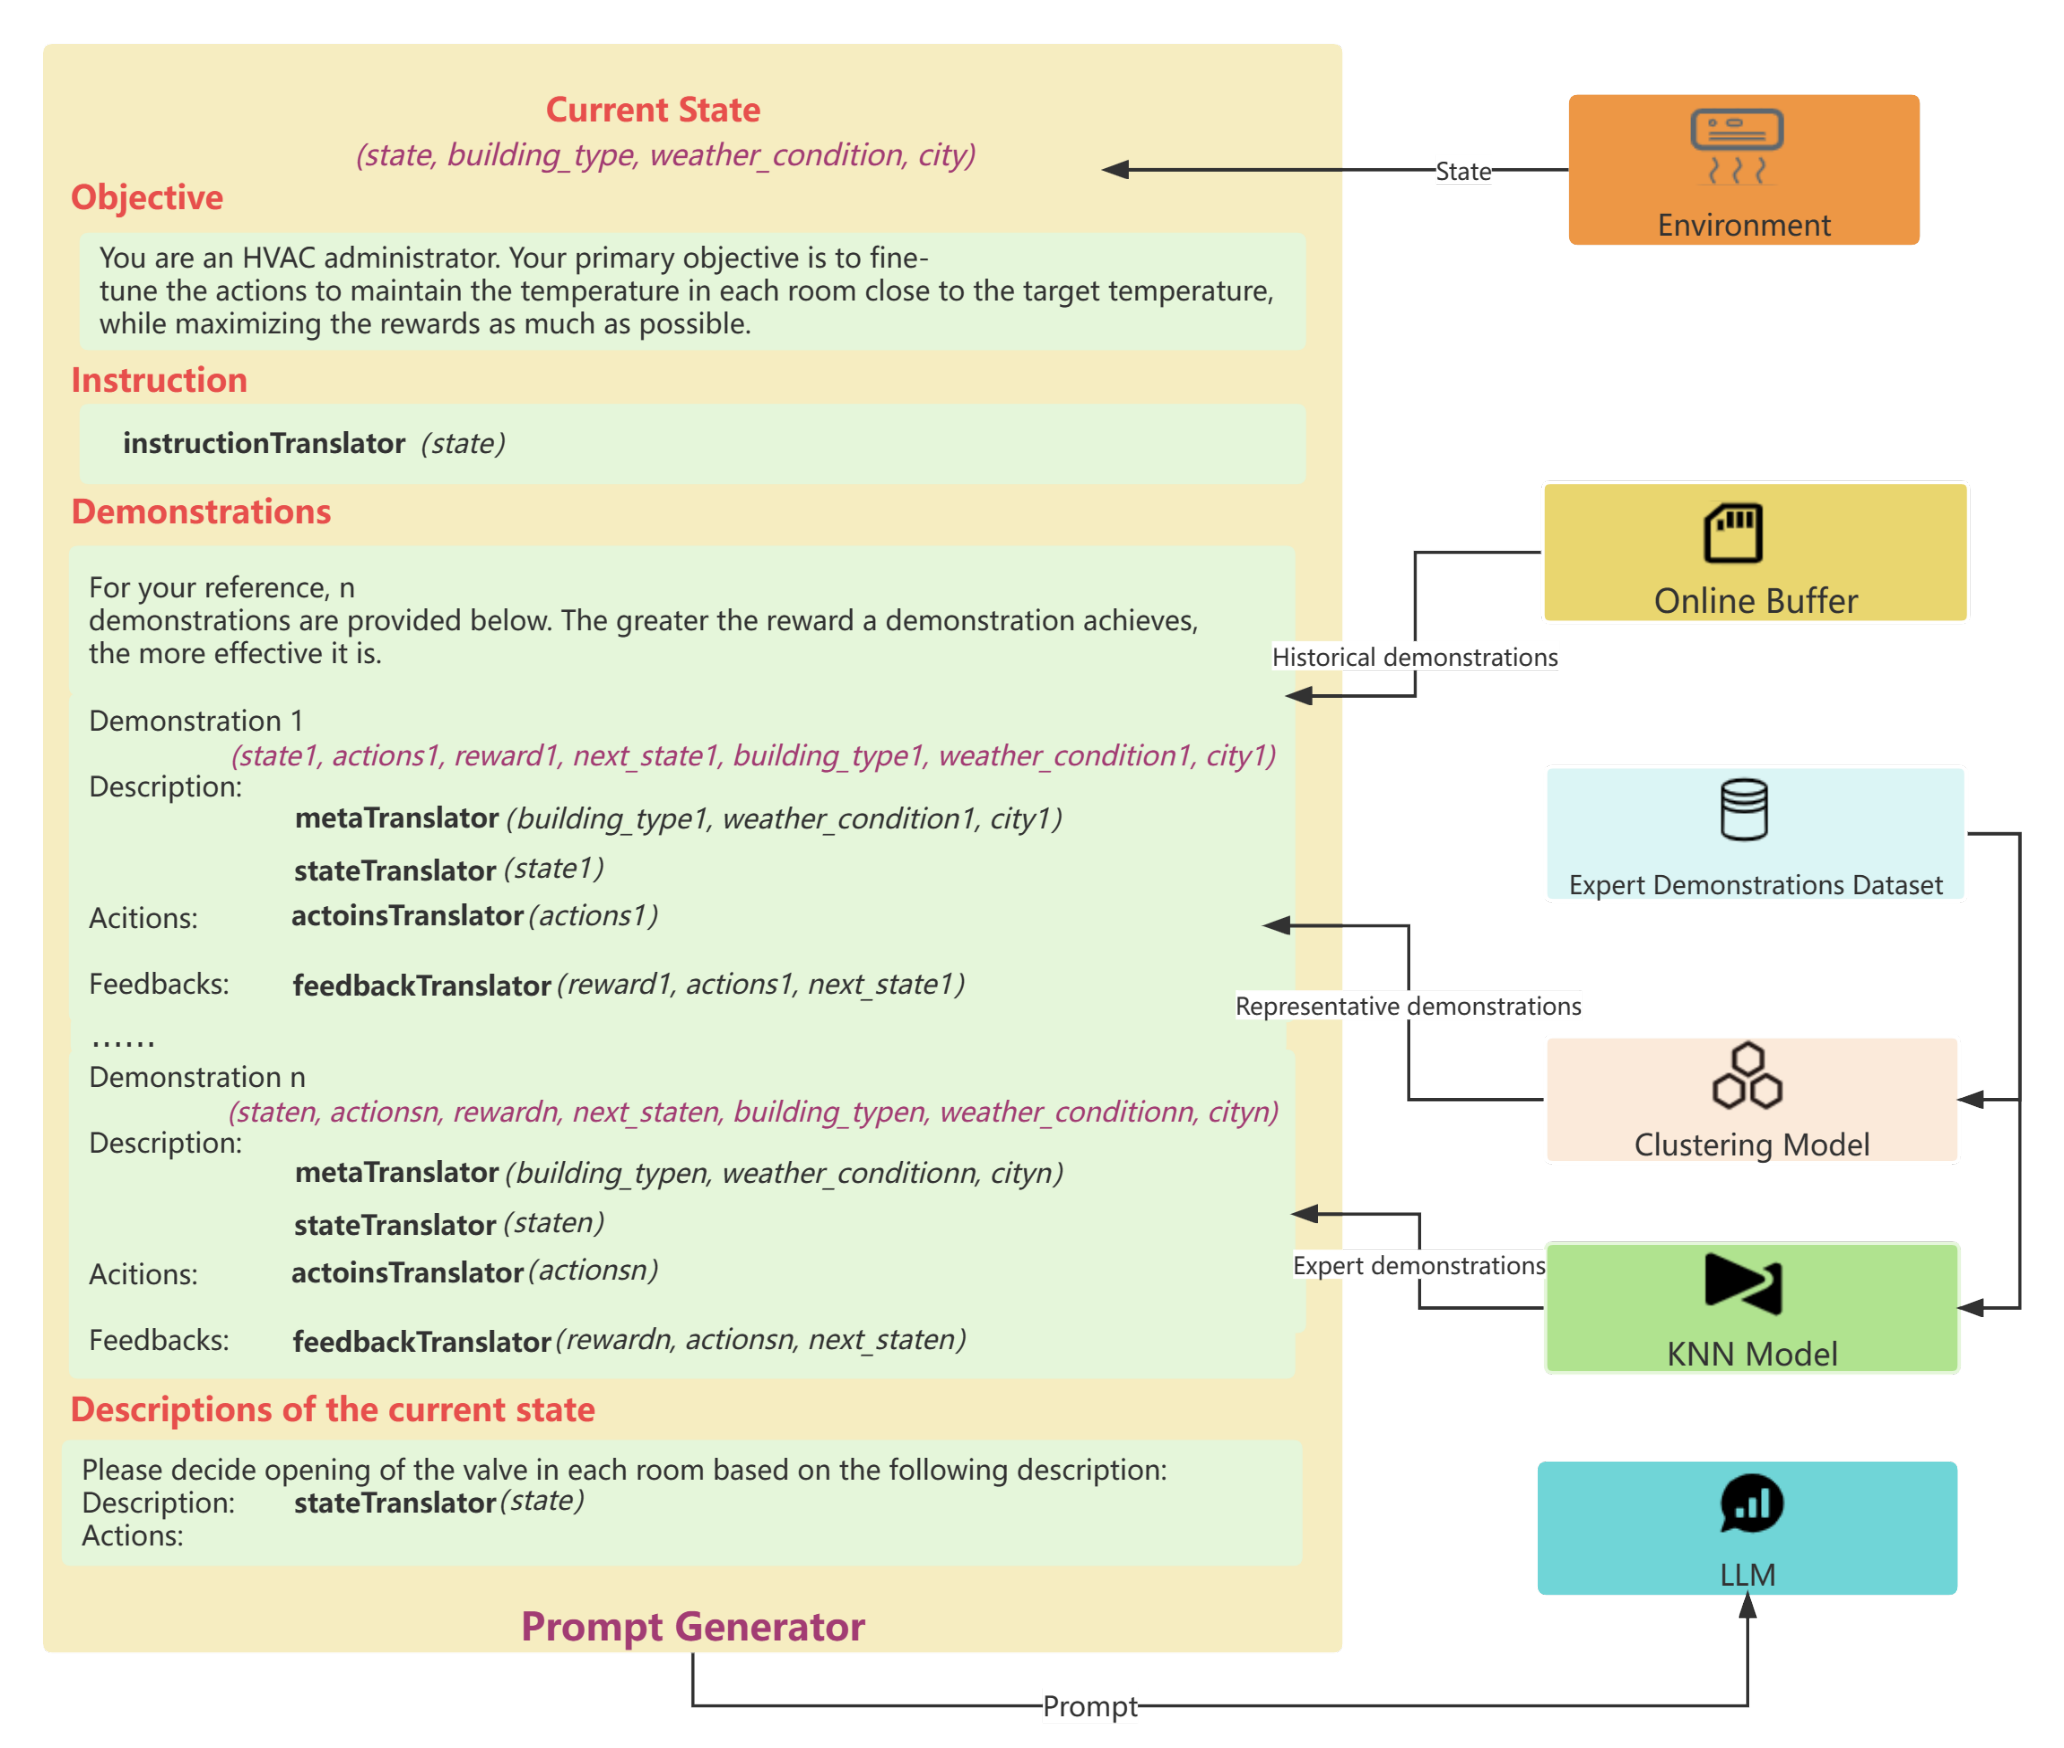 Current State
(state, building_type, weather_condition, city)
Objective
You are an HVAC administrator. Your primary objective is to fine-
tune the actions to maintain the temperature in each room close to the target temperature,
while maximizing the rewards as much as possible.
Instruction
instructionTranslator (state)
Demonstrations
For your reference, n
demonstrations are provided below. The greater the reward a demonstration achieves,
the more effective it is.
Demonstration 1
(state1, actions1, reward1, next_state1, building_type1, weather_condition1, city1)
Description:
metaTranslator (building_type1, weather_condition1, city1)
stateTranslator (state1)
Acitions: actoinsTranslator (actions1)
Feedbacks: feedbackTranslator (reward1, actions1, next_state1)
......
Demonstration n
(staten, actionsn, rewardn, next_staten, building_typen, weather_conditionn, cityn)
Description:
metaTranslator (building_typen, weather_conditionn, cityn)
stateTranslator (staten)
Acitions: actoinsTranslator (actionsn)
Feedbacks: feedbackTranslator (rewardn, actionsn, next_staten)
Descriptions of the current state
Please decide opening of the valve in each room based on the following description:
Description: stateTranslator (state)
Actions:
Prompt Generator
State
Environment
Online Buffer
Historical demonstrations
Expert Demonstrations Dataset
Representative demonstrations
Clustering Model
Expert demonstrations
KNN Model
LLM
Prompt